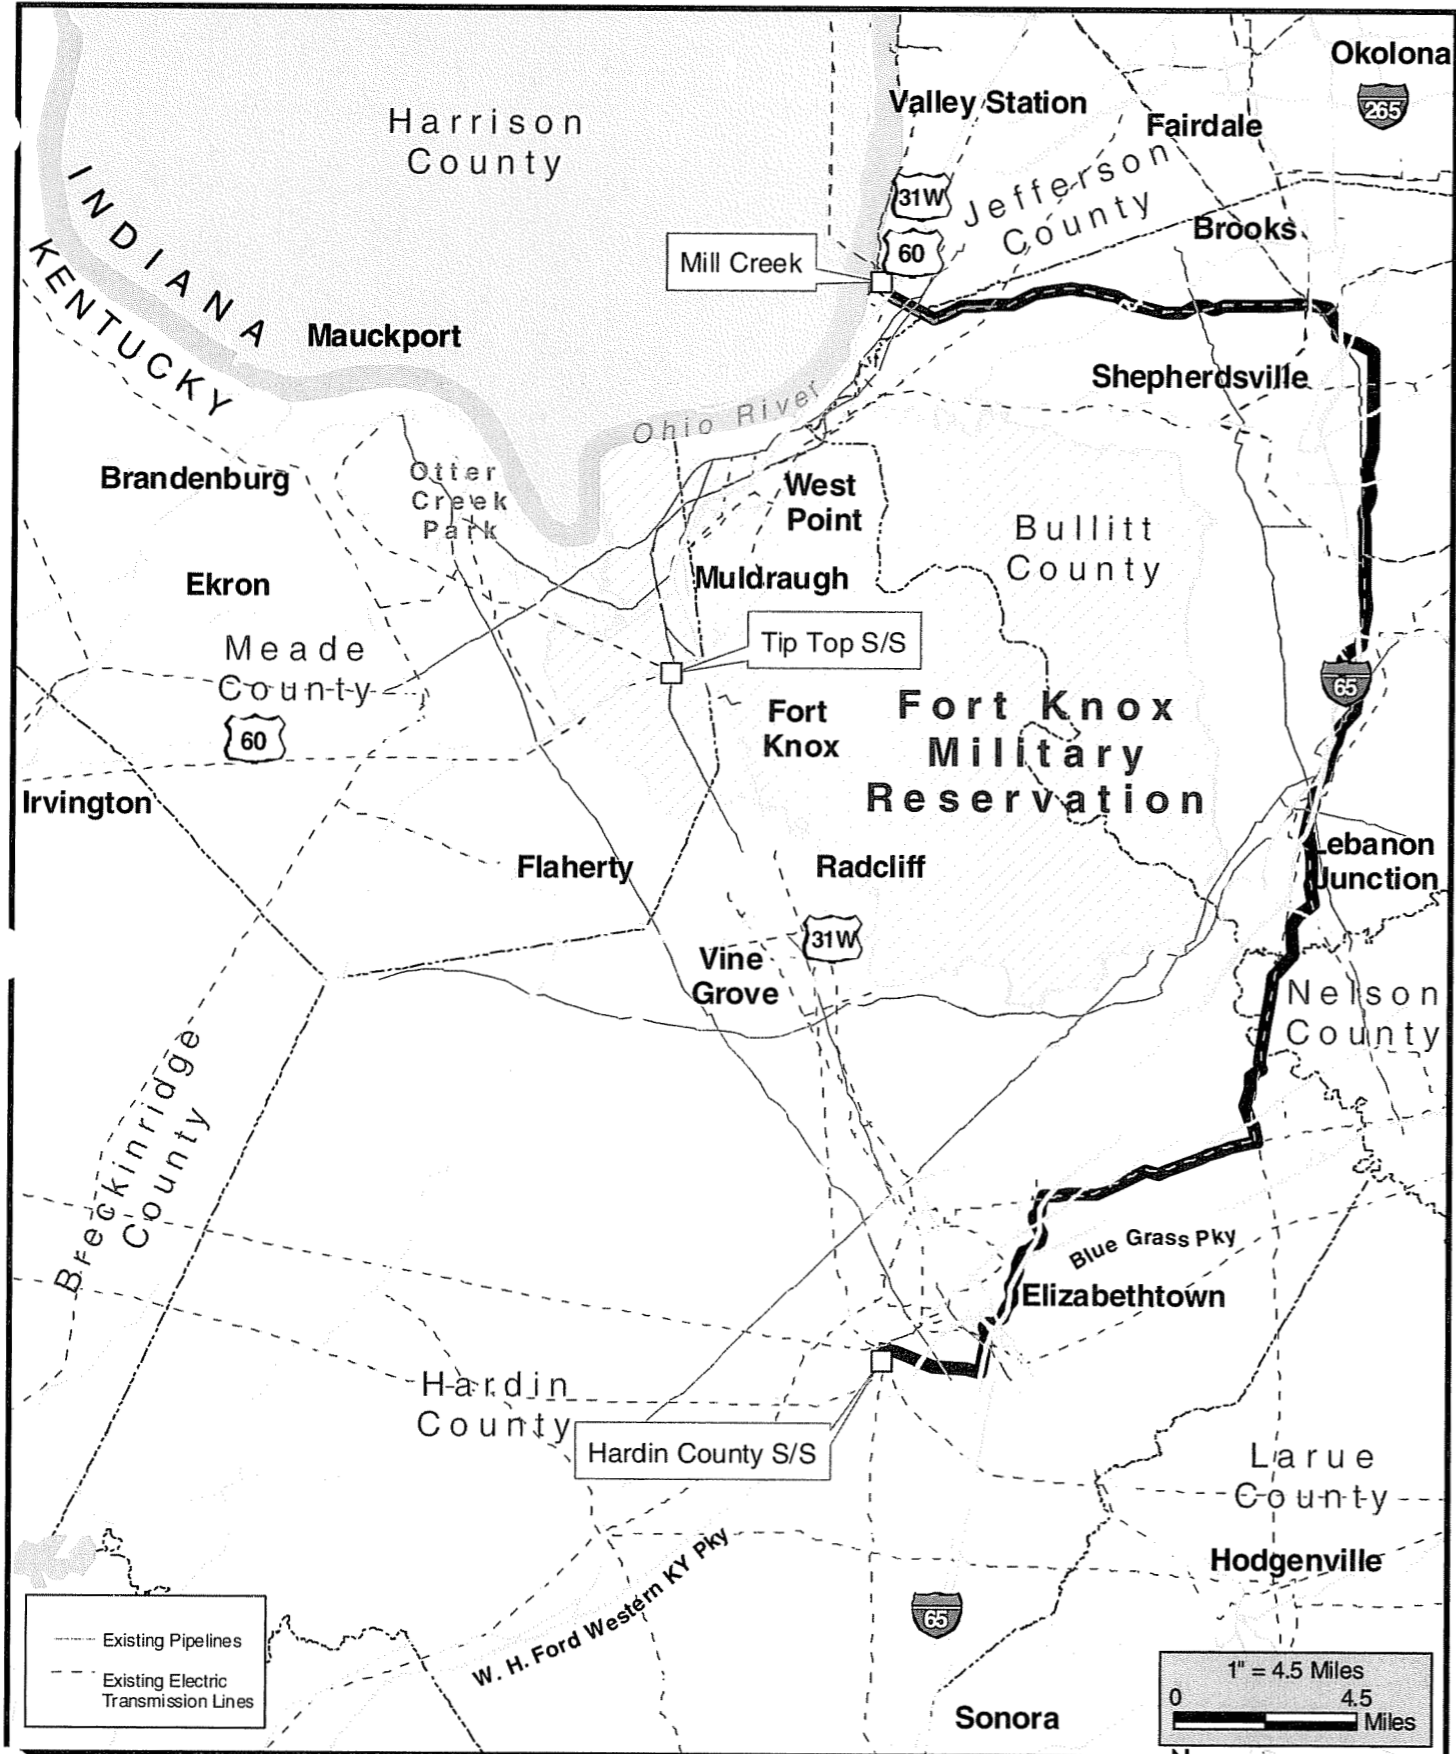 Okolona
265
Harrison
County
Valley Station
Fairdale
Jefferson
County
31W
INDIANA
KENTUCKY
Brooks
Mill Creek
60
Mauckport
Shepherdsville
Ohio River
Brandenburg
Otter
Creek
Park
West
Point
Bullitt
County
Ekron
Muldraugh
Meade
County
Tip Top S/S
65
60
Fort
Knox
Fort Knox
Military
Reservation
Irvington
Lebanon
Junction
Flaherty
Radcliff
31W
Vine
Grove
Nelson
County
Breckinridge
County
Blue Grass Pky
Elizabethtown
Hardin
County
Hardin County S/S
Larue
County
W. H. Ford Western KY Pky
Hodgenville
65
Existing Pipelines
Existing Electric
Transmission Lines
1" = 4.5 Miles
0 4.5
Miles
Sonora